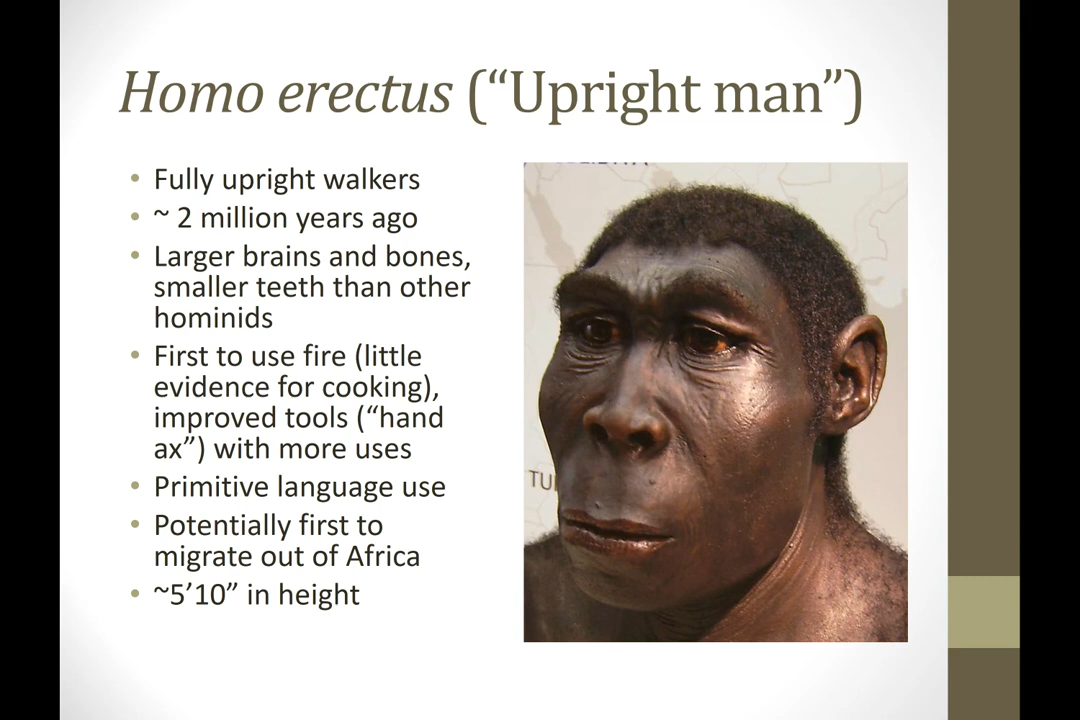 Homo erectus (“Upright man”)
• Fully upright walkers
• ~ 2 million years ago
• Larger brains and bones,
smaller teeth than other
hominids
• First to use fire (little
evidence for cooking),
improved tools (“hand
ax”) with more uses
• Primitive language use
• Potentially first to
migrate out of Africa
• ~5’10” in height
TU